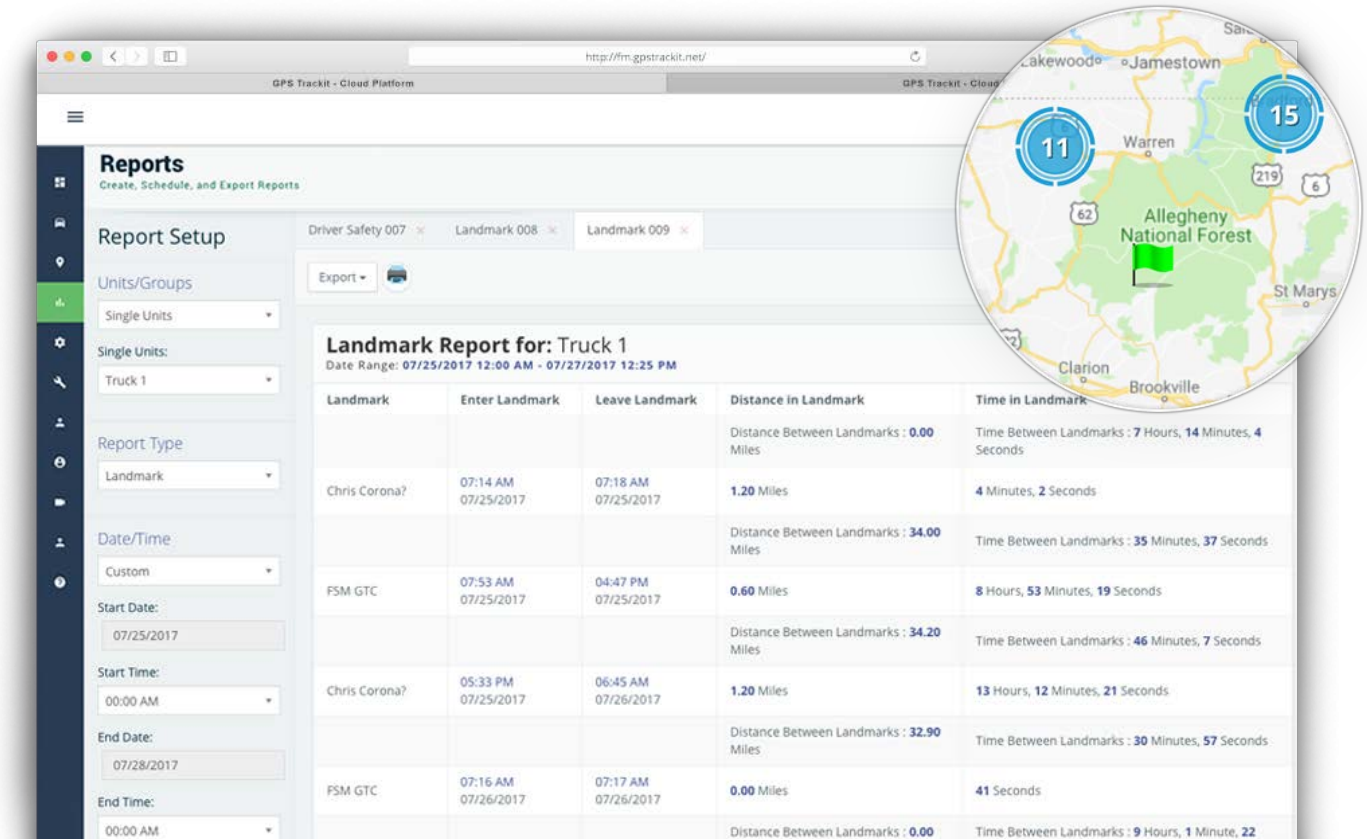 http://fm.gpstrackit.net/
GPS Trackit - Cloud Platform
GPS Trackit - Cloud
Reports
Create, Schedule, and Export Reports
Report Setup
Units/Groups
Single Units
Single Units:
Truck 1
Report Type
Landmark
Date/Time
Custom
Start Date:
07/25/2017
Start Time:
00:00 AM
End Date:
07/28/2017
End Time:
00:00 AM
Driver Safety 007 ×
Landmark 008 ×
Landmark 009 ×
Export
Landmark Report for: Truck 1
Date Range: 07/25/2017 12:00 AM - 07/27/2017 12:25 PM
Landmark Enter Landmark Leave Landmark Distance in Landmark Time in Landmark
Distance Between Landmarks : 0.00 Time Between Landmarks : 7 Hours, 14 Minutes, 4
Miles Seconds
Chris Corona? 07:14 AM 07:18 AM 1.20 Miles 4 Minutes, 2 Seconds
07/25/2017 07/25/2017
Distance Between Landmarks : 34.00 Time Between Landmarks : 35 Minutes, 37 Seconds
Miles
FSM GTC 07:53 AM 04:47 PM 0.60 Miles 8 Hours, 53 Minutes, 19 Seconds
07/25/2017 07/25/2017
Distance Between Landmarks : 34.20 Time Between Landmarks : 46 Minutes, 7 Seconds
Miles
Chris Corona? 05:33 PM 06:45 AM 1.20 Miles 13 Hours, 12 Minutes, 21 Seconds
07/25/2017 07/26/2017
Distance Between Landmarks : 32.90 Time Between Landmarks : 30 Minutes, 57 Seconds
Miles
FSM GTC 07:16 AM 07:17 AM 0.00 Miles 41 Seconds
07/26/2017 07/26/2017
Distance Between Landmarks : 0.00 Time Between Landmarks : 9 Hours, 1 Minute, 22
Lakewood Jamestown
Bradford
15
6
11
Warren
219
6
62
Allegheny
National Forest
St Marys
Clarion
Brookville